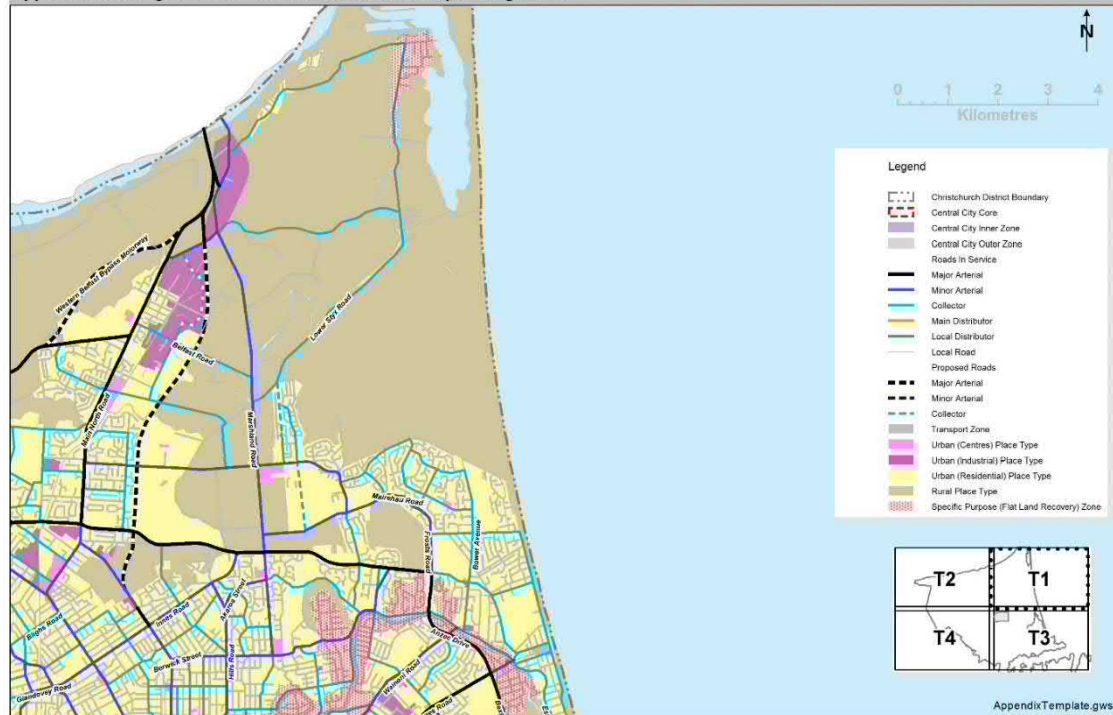 N
0 1 2 3 4
Kilometres
Legend
Christchurch District Boundary
Central City Core
Central City Inner Zone
Central City Outer Zone
Roads In Service
Major Arterial
Minor Arterial
Collector
Main Distributor
Local Distributor
Local Road
Proposed Roads
Major Arterial
Minor Arterial
Collector
Transport Zone
Urban (Centres) Place Type
Urban (Industrial) Place Type
Urban (Residential) Place Type
Rural Place Type
Specific Purpose (Flat Land Recovery) Zone
Western Belfast Bypass Motorway
Lower Styx Road
Belfast Road
Main North Road
Marshland Road
Mairehau Road
Frosts Road
Bower Avenue
Akaroa Street
Innes Road
Blighs Road
Berwick Street
Hills Road
Anzac Drive
Wainoni Road
Glandovey Road
T2 T1
T4 T3
AppendixTemplate.gws